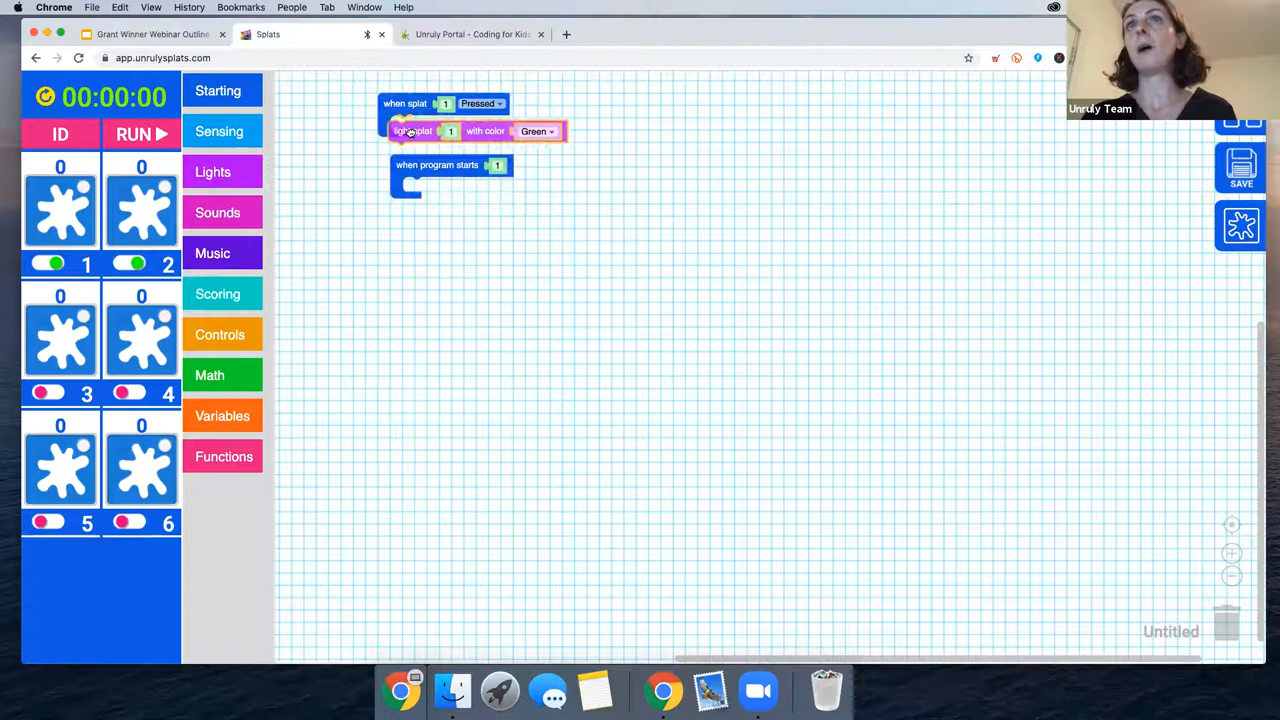 Chrome File Edit View History Bookmarks People Tab Window Help
Grant Winner Webinar Outline
Splats
Unruly Portal - Coding for Kids
app.unrulysplats.com
Unruly Team
00:00:00
ID
RUN
0 0
1 2
0 0
3 4
0 0
5 6
Starting
Sensing
Lights
Sounds
Music
Scoring
Controls
Math
Variables
Functions
when splat 1 Pressed
light splat 1 with color Green
when program starts 1
SAVE
Untitled